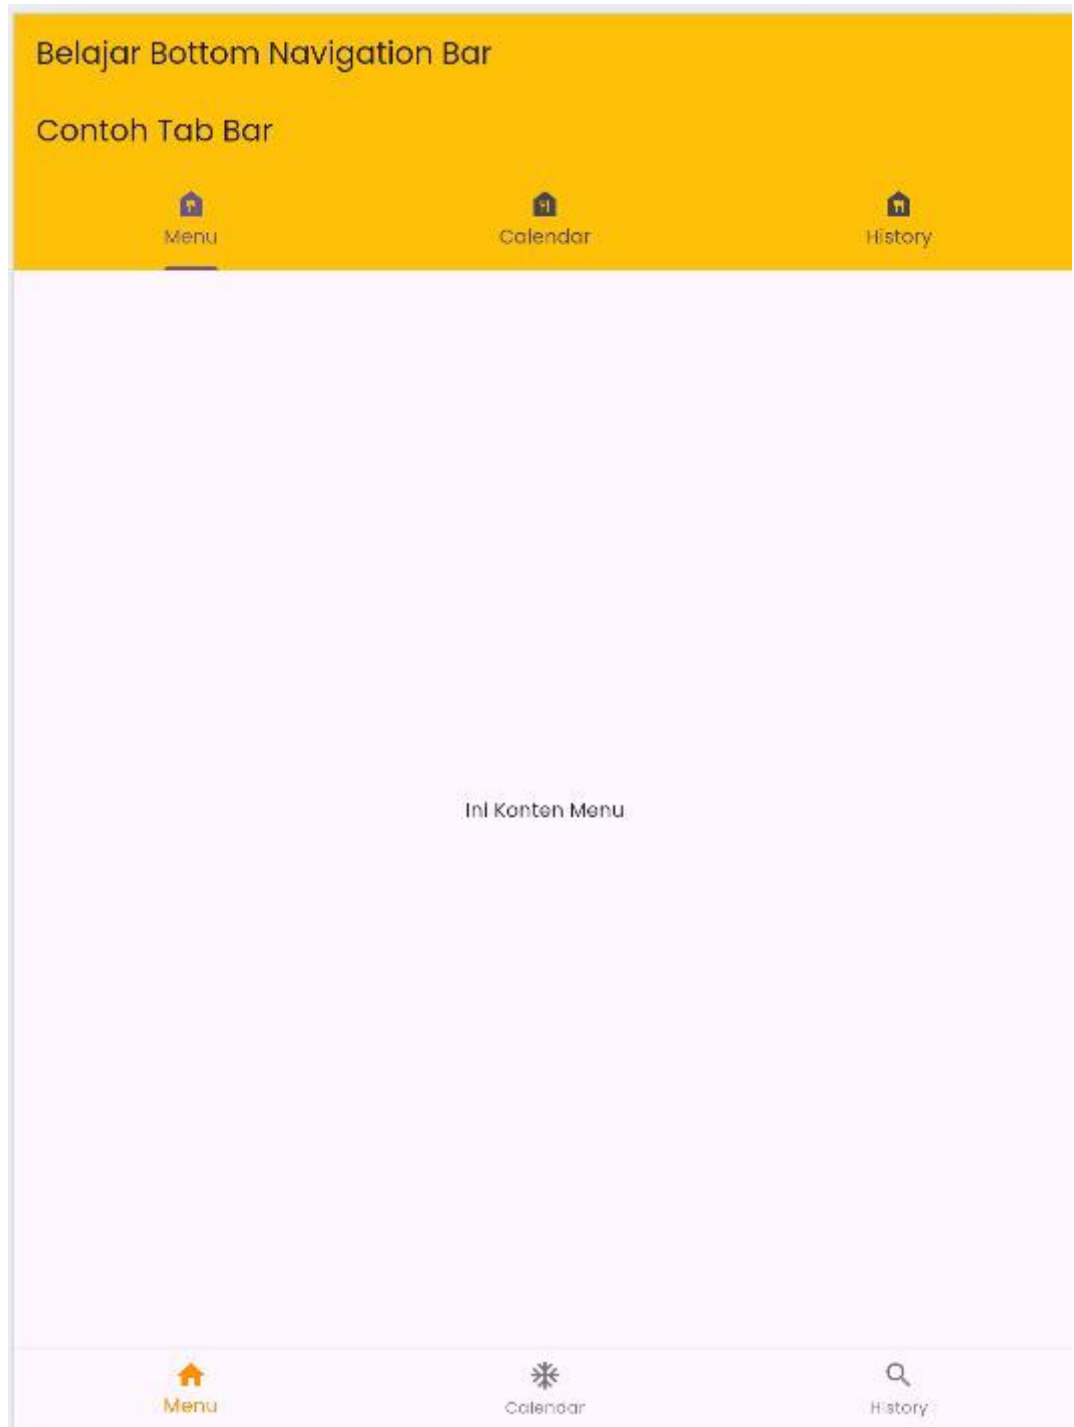 Belajar Bottom Navigation Bar
Contoh Tab Bar
Menu Calendar History
Ini Konten Menu
Menu Calendar History